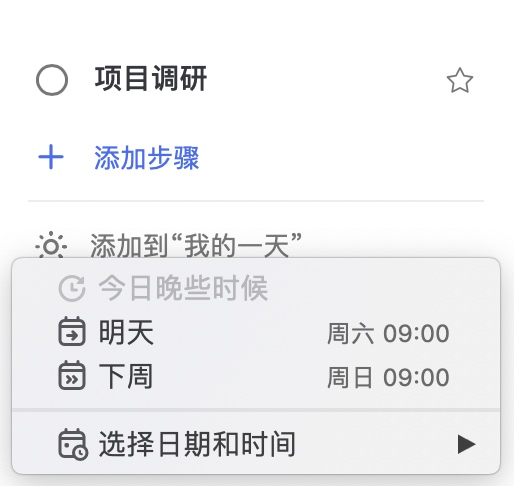 项目调研
添加步骤
添加到“我的一天”
今日晚些时候
明天 周六 09:00
下周 周日 09:00
选择日期和时间